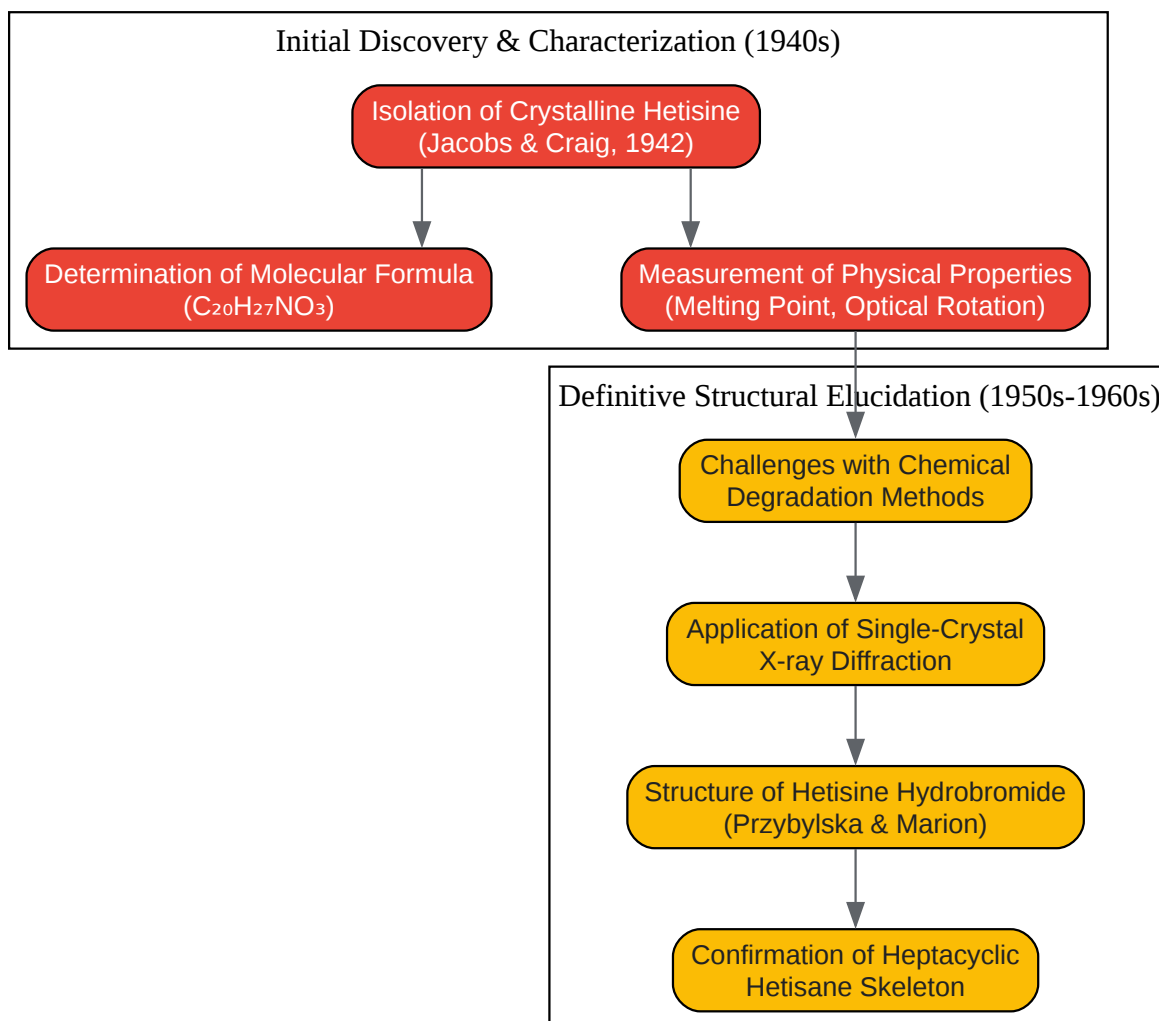 Initial Discovery & Characterization (1940s)
Isolation of Crystalline Hetisine
(Jacobs & Craig, 1942)
Determination of Molecular Formula
(C₂₀H₂₇NO₃)
Measurement of Physical Properties
(Melting Point, Optical Rotation)
Definitive Structural Elucidation (1950s-1960s)
Challenges with Chemical
Degradation Methods
Application of Single-Crystal
X-ray Diffraction
Structure of Hetisine Hydrobromide
(Przybylska & Marion)
Confirmation of Heptacyclic
Hetisane Skeleton